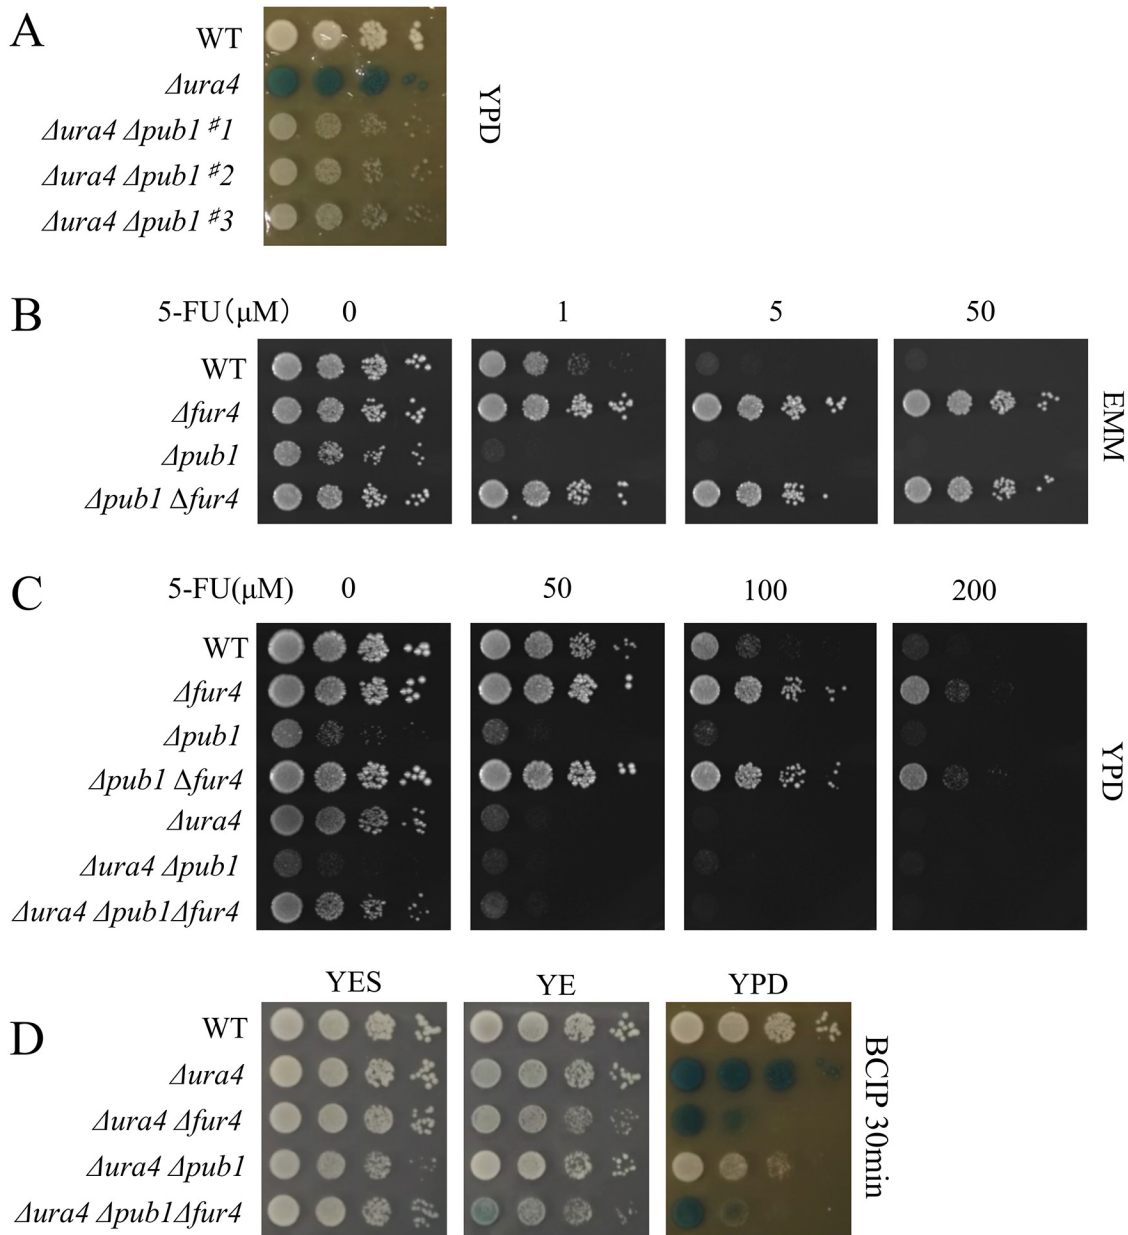 A
WT
Δura4
Δura4 Δpub1 #1
Δura4 Δpub1 #2
Δura4 Δpub1 #3
YPD
B
5-FU(μM) 0 1 5 50
WT
Δfur4
Δpub1
Δpub1 Δfur4
EMM
C
5-FU(μM) 0 50 100 200
WT
Δfur4
Δpub1
Δpub1 Δfur4
Δura4
Δura4 Δpub1
Δura4 Δpub1Δfur4
YPD
D
YES YE YPD
WT
Δura4
Δura4 Δfur4
Δura4 Δpub1
Δura4 Δpub1Δfur4
BCIP 30min